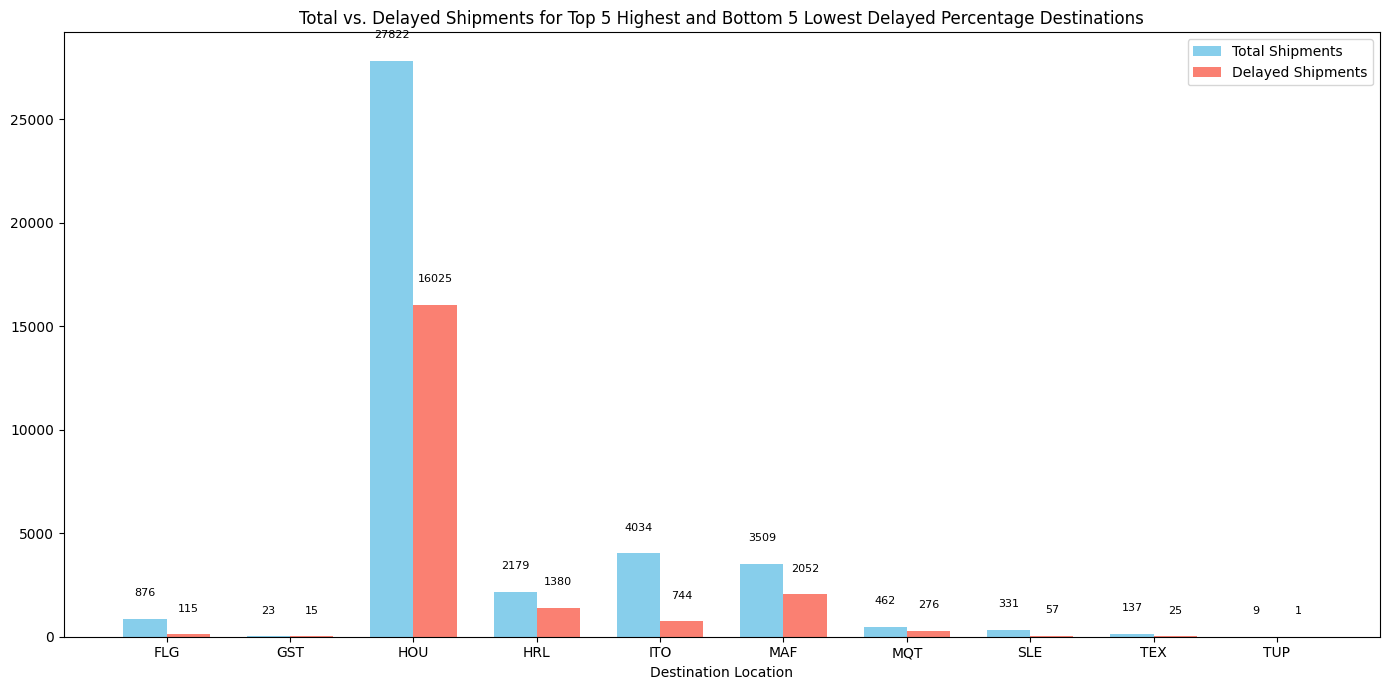 Total vs. Delayed Shipments for Top 5 Highest and Bottom 5 Lowest Delayed Percentage Destinations
Total Shipments
Delayed Shipments
25000
20000
15000
10000
5000
0
876
115
23
15
27822
16025
2179
1380
4034
744
3509
2052
462
276
331
57
137
25
9
1
FLG
GST
HOU
HRL
ITO
MAF
MQT
SLE
TEX
TUP
Destination Location